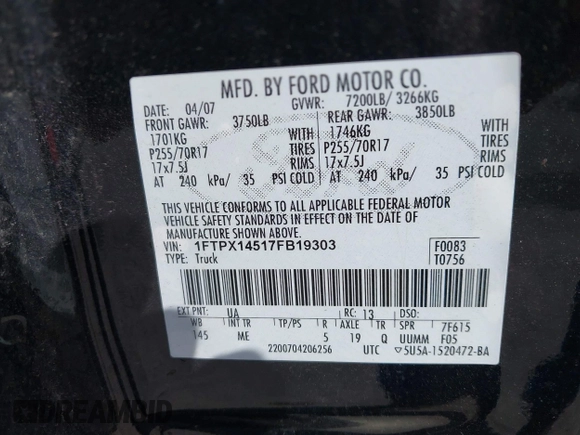 MFD. BY FORD MOTOR CO.
DATE: 04/07 GVWR: 7200LB/ 3266KG
FRONT GAWR: 3750LB REAR GAWR: 3850LB
1701KG WITH 1746KG WITH
P255/70R17 TIRES P255/70R17 TIRES
17x7.5J RIMS 17x7.5J RIMS
AT 240 kPa/ 35 PSI COLD AT 240 kPa/ 35 PSI COLD
THIS VEHICLE CONFORMS TO ALL APPLICABLE FEDERAL MOTOR
VEHICLE SAFETY STANDARDS IN EFFECT ON THE DATE OF
MANUFACTURE SHOWN ABOVE.
VIN: 1FTPX14517FB19303 F0083
TYPE: Truck T0756
EXT PNT: UA RC: 13 DSO:
WB INT TR TP/PS R AXLE TR SPR 7F615
145 ME 5 19 Q UUMM F05
2200704206256 UTC 5U5A-1520472-BA
Ford
DREAMBID